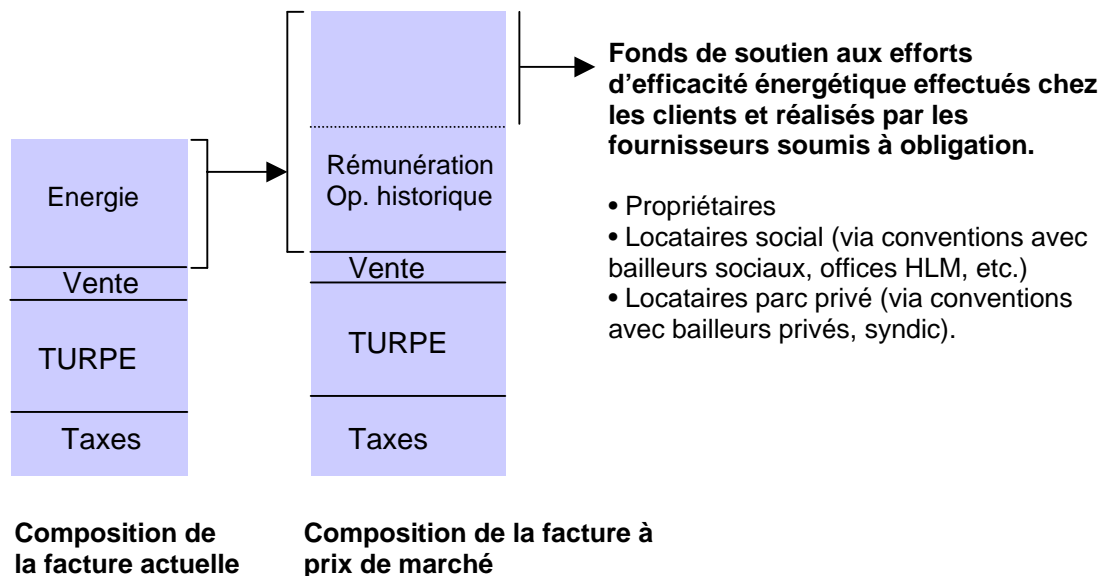 Energie
Vente
TURPE
Taxes
Composition de
la facture actuelle
Rémunération
Op. historique
Vente
TURPE
Taxes
Composition de la facture à
prix de marché
Fonds de soutien aux efforts
d'efficacité énergétique effectués chez
les clients et réalisés par les
fournisseurs soumis à obligation.
• Propriétaires
• Locataires social (via conventions avec
bailleurs sociaux, offices HLM, etc.)
• Locataires parc privé (via conventions
avec bailleurs privés, syndic).